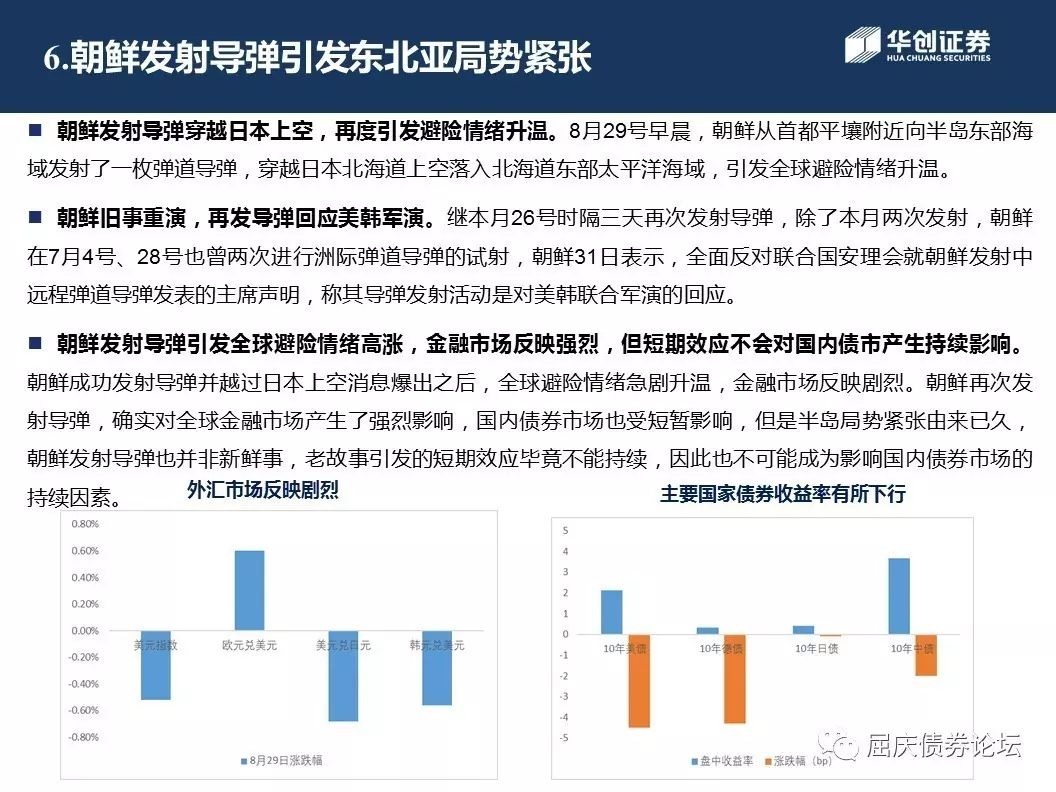 6.朝鲜发射导弹引发东北亚局势紧张
华创证券
HUA CHUANG SECURITIES
■ 朝鲜发射导弹穿越日本上空，再度引发避险情绪升温。8月29号早晨，朝鲜从首都平壤附近向半岛东部海
域发射了一枚弹道导弹，穿越日本北海道上空落入北海道东部太平洋海域，引发全球避险情绪升温。
■ 朝鲜旧事重演，再发导弹回应美韩军演。继本月26号时隔三天再次发射导弹，除了本月两次发射，朝鲜
在7月4号、28号也曾两次进行洲际弹道导弹的试射，朝鲜31日表示，全面反对联合国安理会就朝鲜发射中
远程弹道导弹发表的主席声明，称其导弹发射活动是对美韩联合军演的回应。
■ 朝鲜发射导弹引发全球避险情绪高涨，金融市场反映强烈，但短期效应不会对国内债市产生持续影响。
朝鲜成功发射导弹并越过日本上空消息爆出之后，全球避险情绪急剧升温，金融市场反映剧烈。朝鲜再次发
射导弹，确实对全球金融市场产生了强烈影响，国内债券市场也受短暂影响，但是半岛局势紧张由来已久，
朝鲜发射导弹也并非新鲜事，老故事引发的短期效应毕竟不能持续，因此也不可能成为影响国内债券市场的
持续因素。
外汇市场反映剧烈
0.80%
0.60%
0.40%
0.20%
0.00%
-0.20%
-0.40%
-0.60%
-0.80%
美元指数 欧元兑美元 美元兑日元 韩元兑美元
8月29日涨跌幅
主要国家债券收益率有所下行
5
4
3
2
1
0
-1
-2
-3
-4
-5
10年美债 10年德债 10年日债 10年中债
盘中收益率 涨跌幅（bp）
屈庆债券论坛